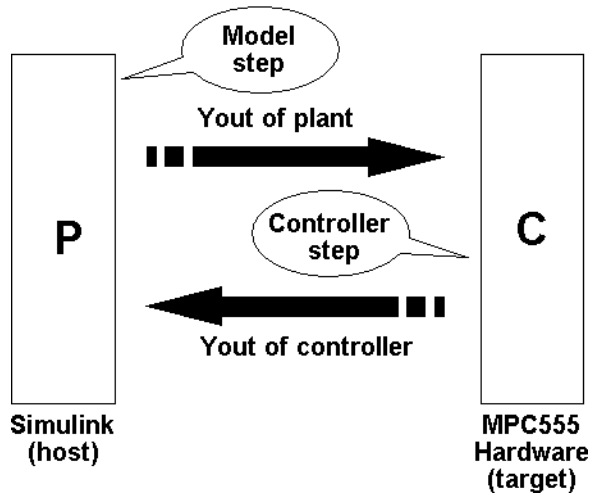 Model
step
Yout of plant
P
Controller
step
C
Yout of controller
Simulink
(host)
MPC555
Hardware
(target)